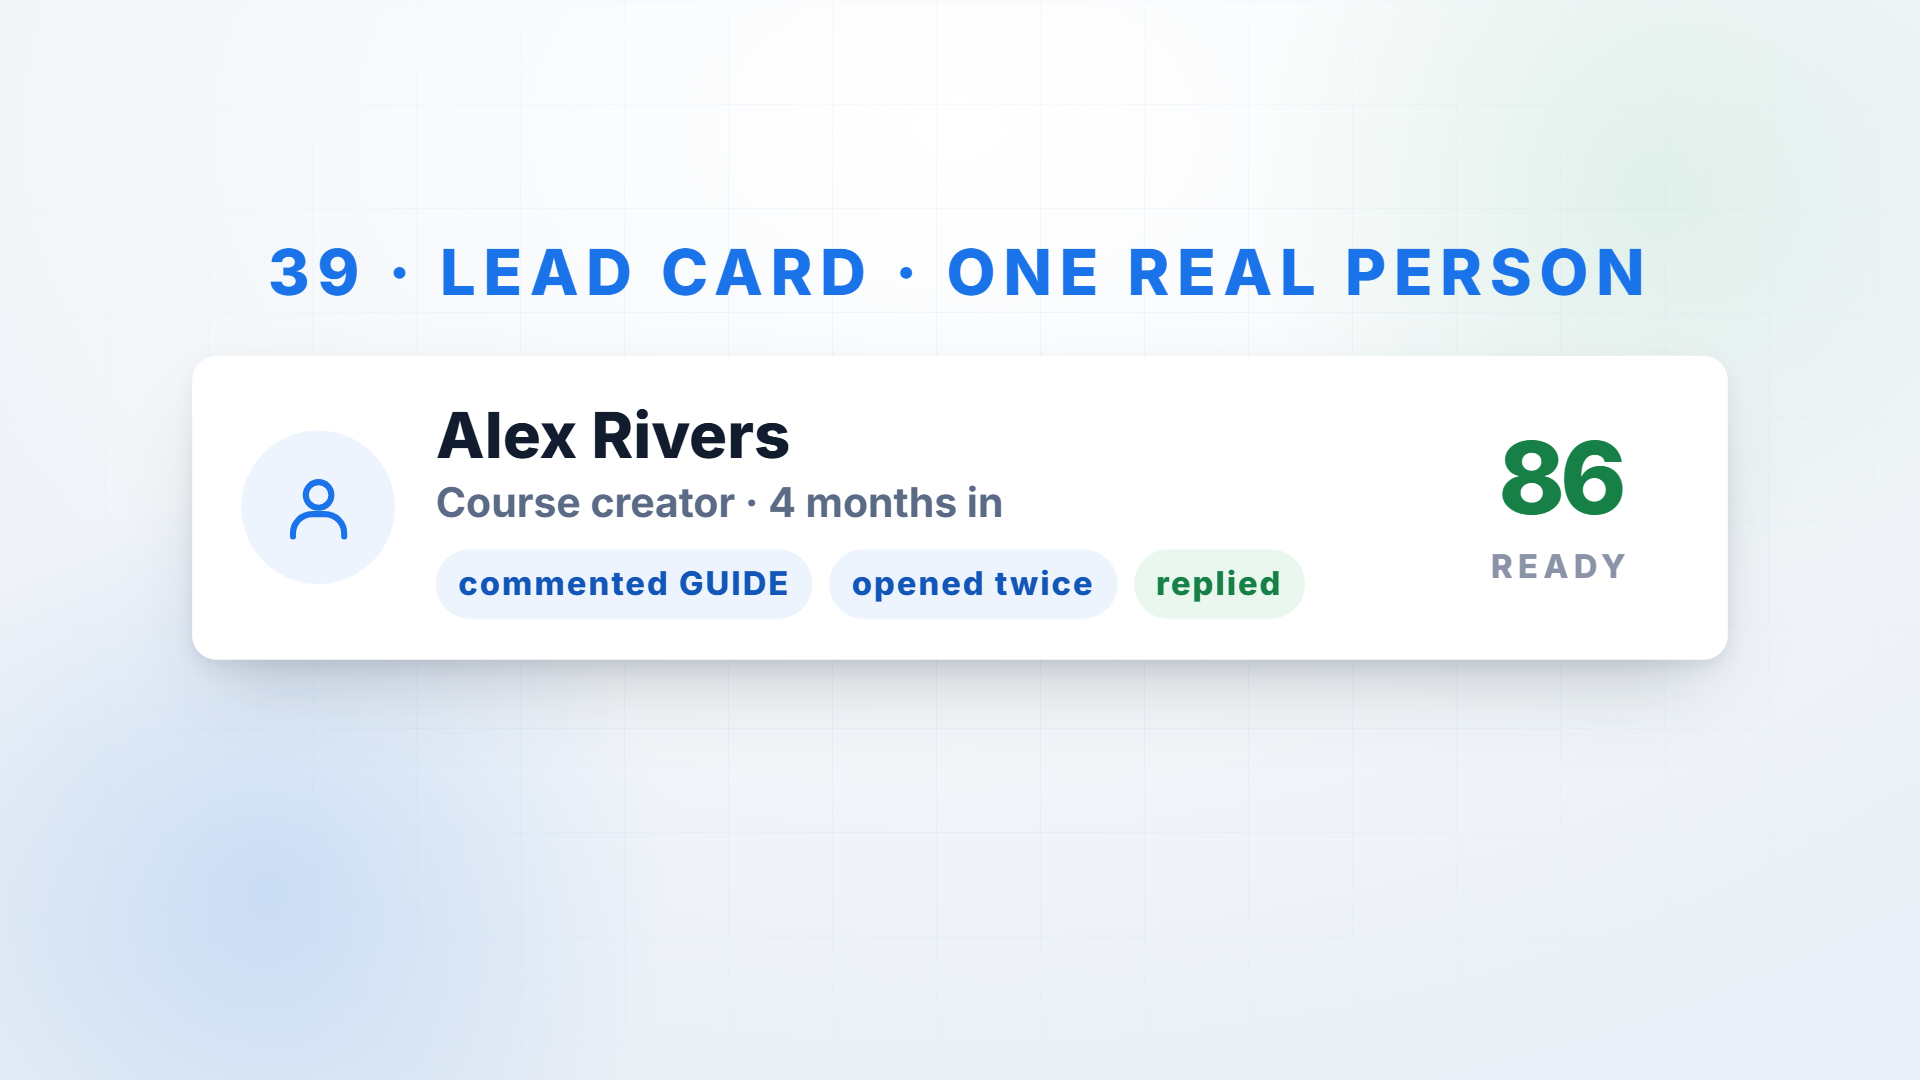 39 · LEAD CARD · ONE REAL PERSON
Alex Rivers
Course creator · 4 months in
commented GUIDE opened twice replied
86
READY